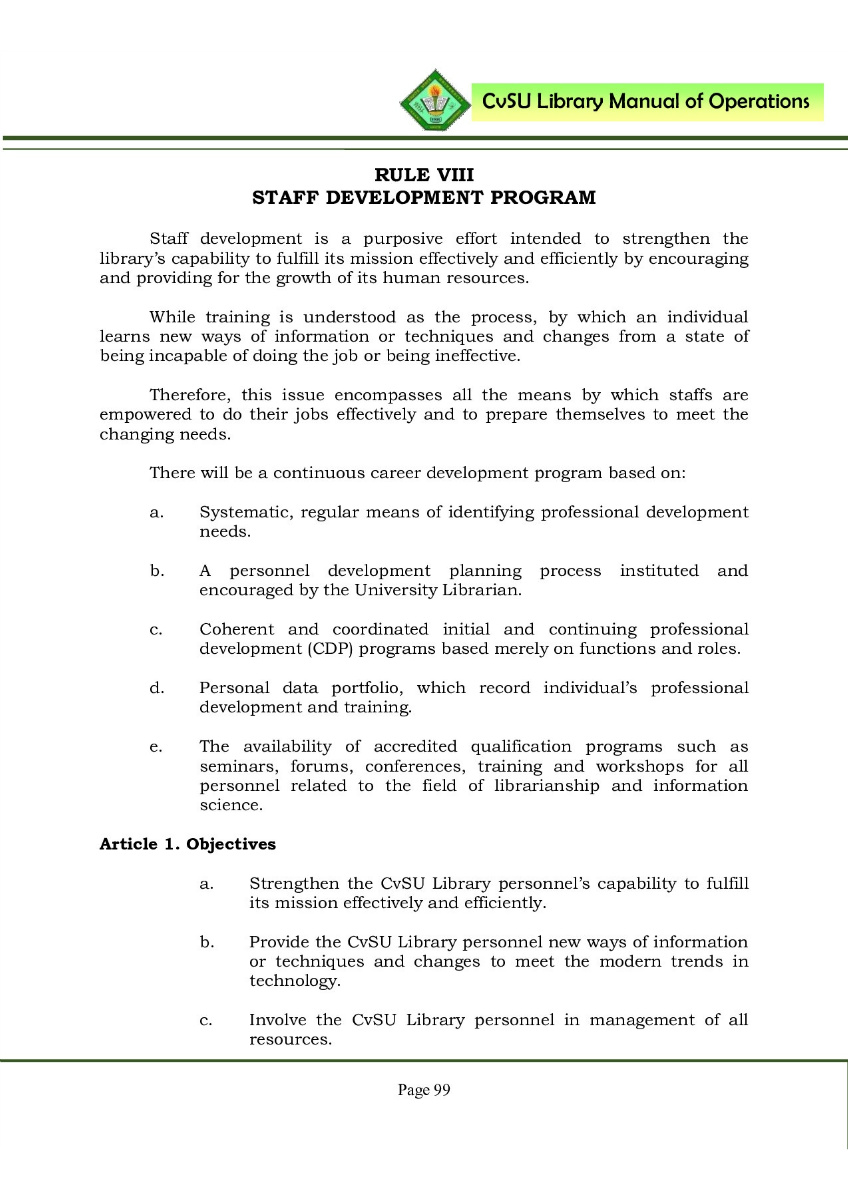 CvSU Library Manual of Operations
RULE VIII
STAFF DEVELOPMENT PROGRAM
Staff development is a purposive effort intended to strengthen the
library's capability to fulfill its mission effectively and efficiently by encouraging
and providing for the growth of its human resources.
While training is understood as the process, by which an individual
learns new ways of information or techniques and changes from a state of
being incapable of doing the job or being ineffective.
Therefore, this issue encompasses all the means by which staffs are
empowered to do their jobs effectively and to prepare themselves to meet the
changing needs.
There will be a continuous career development program based on:
a. Systematic, regular means of identifying professional development
needs.
b. A personnel development planning process instituted and
encouraged by the University Librarian.
c. Coherent and coordinated initial and continuing professional
development (CDP) programs based merely on functions and roles.
d. Personal data portfolio, which record individual's professional
development and training.
e. The availability of accredited qualification programs such as
seminars, forums, conferences, training and workshops for all
personnel related to the field of librarianship and information
science.
Article 1. Objectives
a. Strengthen the CvSU Library personnel's capability to fulfill
its mission effectively and efficiently.
b. Provide the CvSU Library personnel new ways of information
or techniques and changes to meet the modern trends in
technology.
c. Involve the CvSU Library personnel in management of all
resources.
Page 99